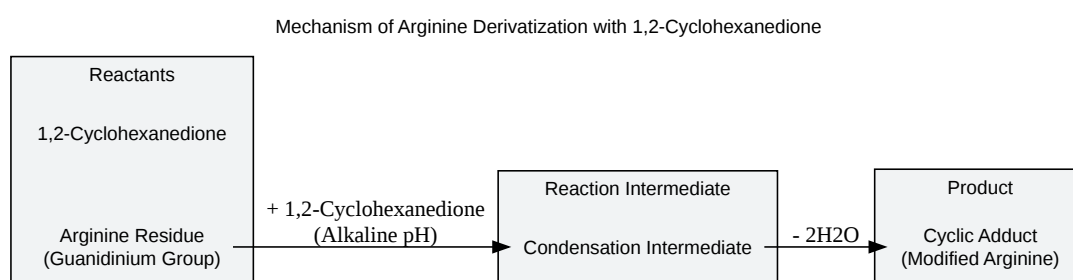 Mechanism of Arginine Derivatization with 1,2-Cyclohexanedione
Reactants
1,2-Cyclohexanedione
Arginine Residue
(Guanidinium Group)
+ 1,2-Cyclohexanedione
(Alkaline pH)
Reaction Intermediate
Condensation Intermediate
- 2H2O
Product
Cyclic Adduct
(Modified Arginine)